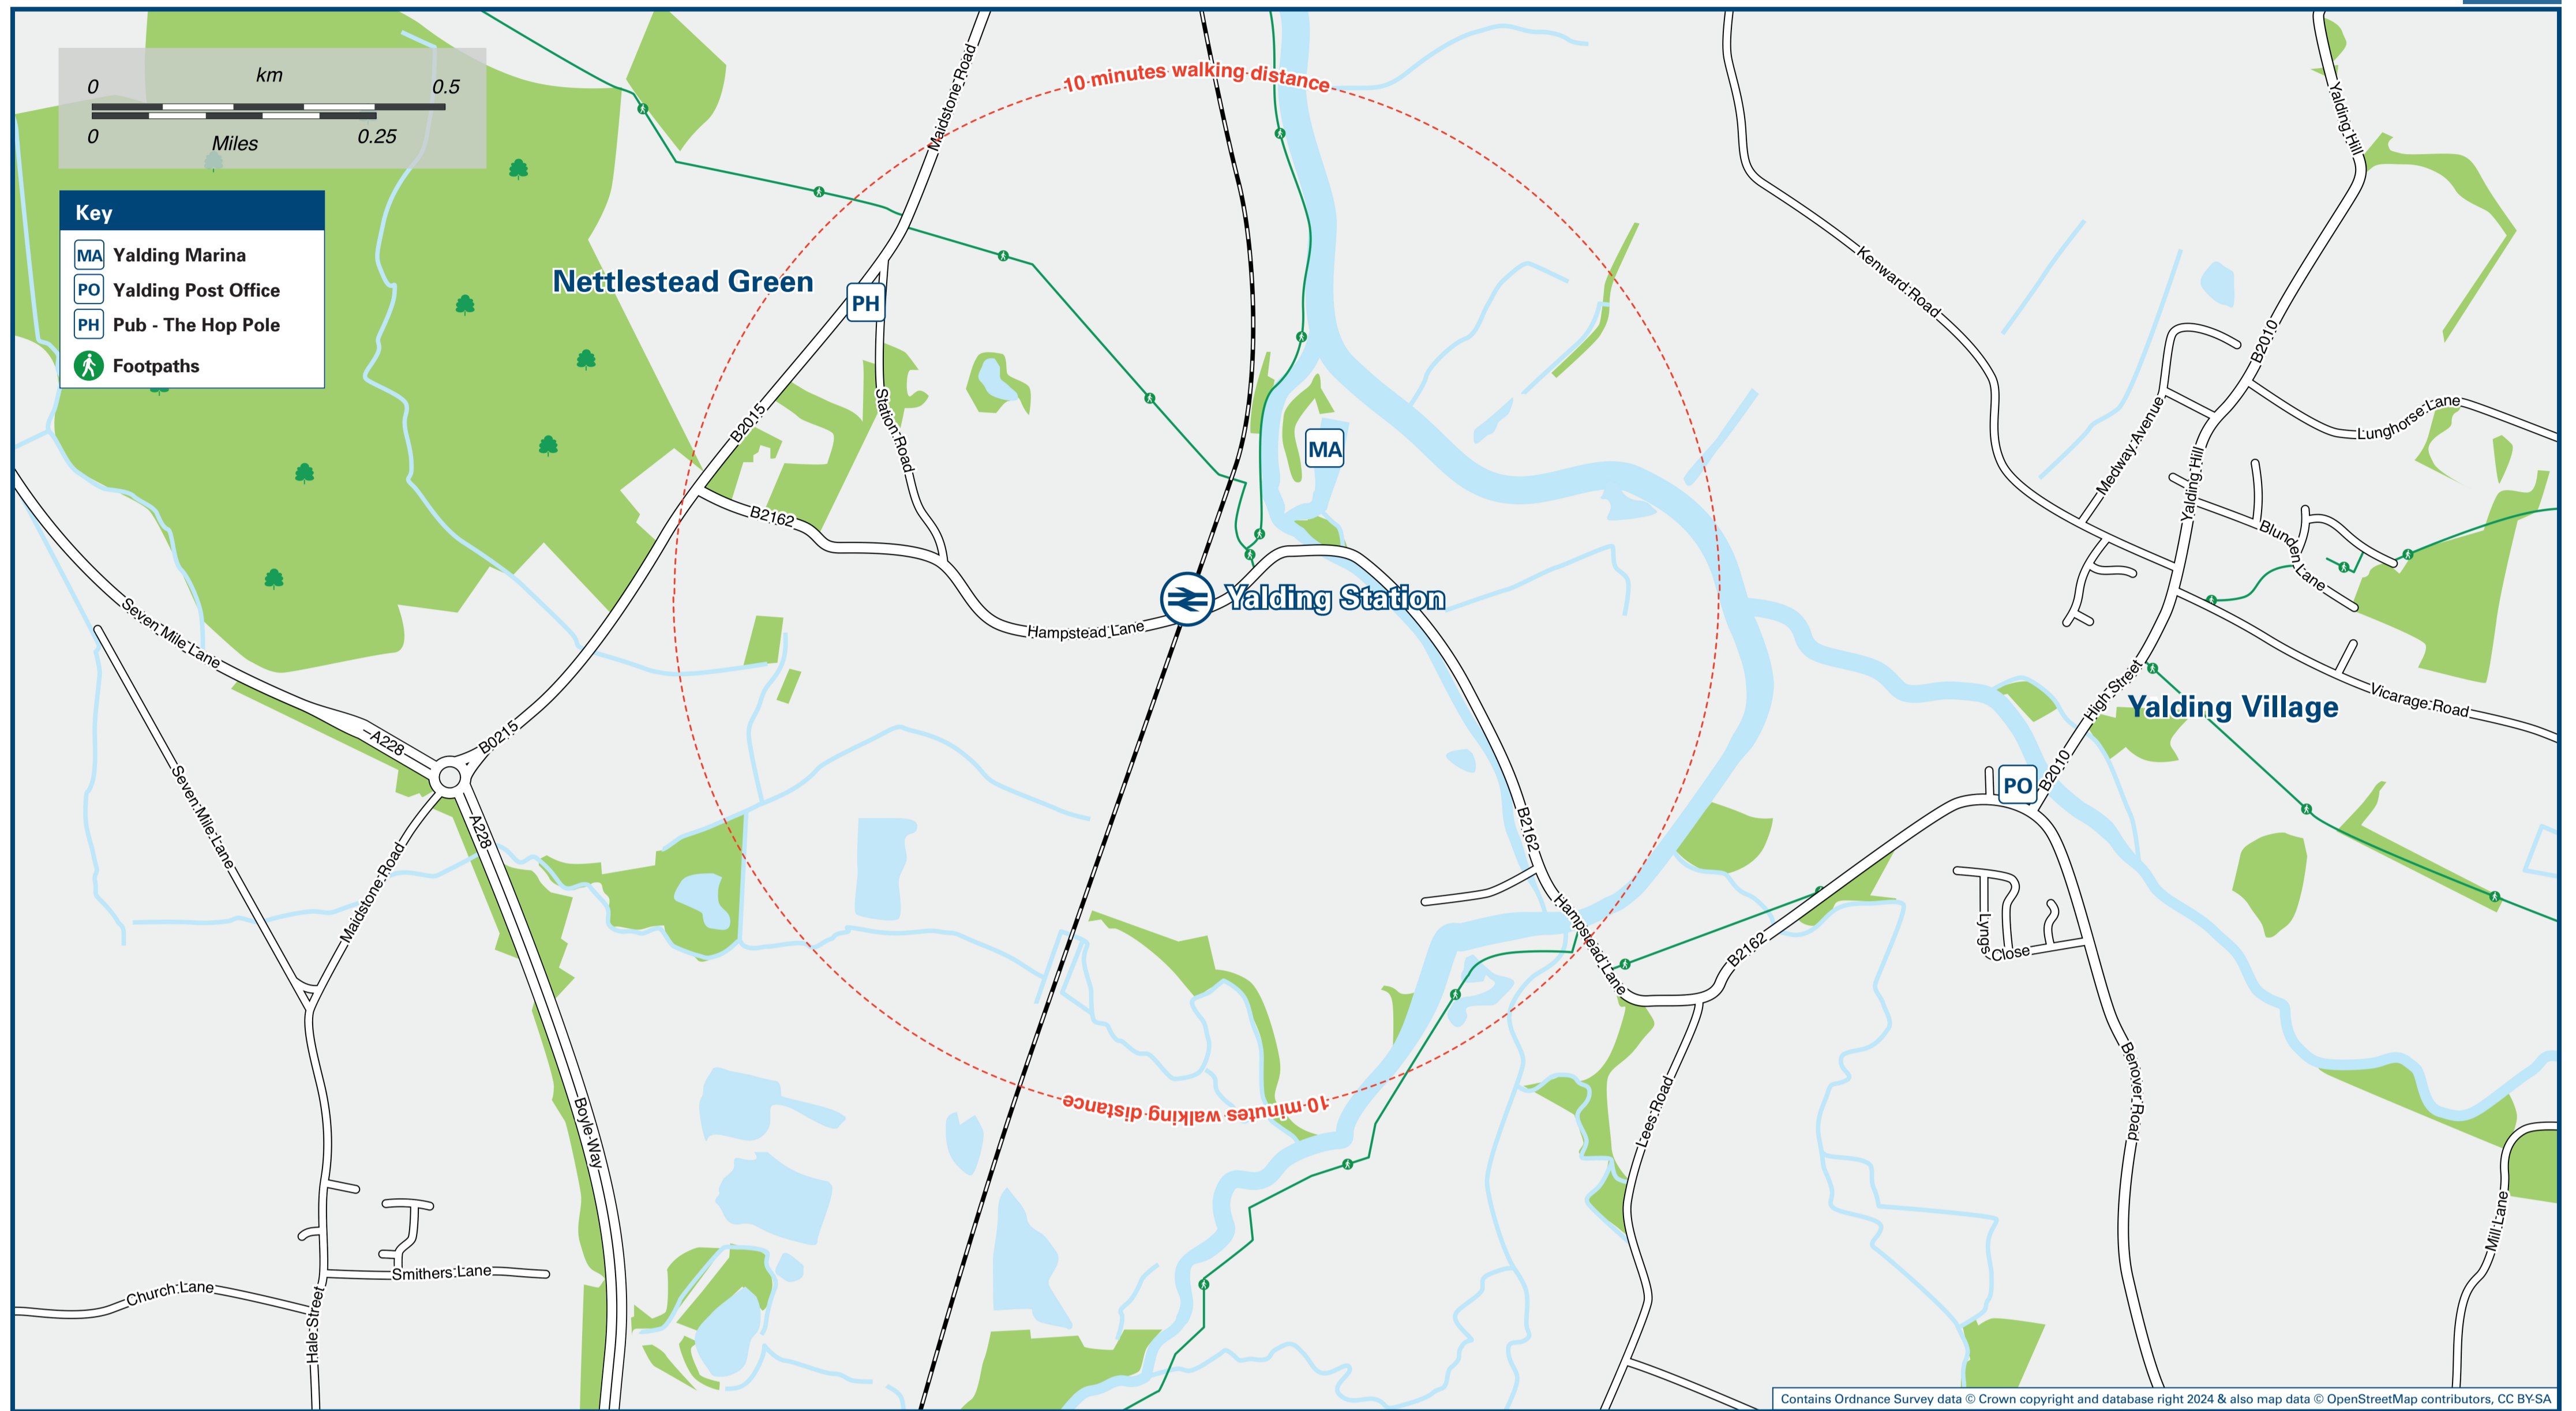 km
0 0.5
0 0.25
Miles
Key
MA Yalding Marina
PO Yalding Post Office
PH Pub - The Hop Pole
Footpaths
10 minutes walking distance
Maidstone Road
Nettlestead Green
PH
B2015
Station Road
B2162
MA
Yalding Station
Hampstead Lane
Seven Mile Lane
A228
B0215
Seven Mile Lane
Maidstone Road
A228
Boyle Way
Smithers Lane
Church Lane
Hale Street
10 minutes walking distance
B2162
Hampstead Lane
B2162
Lees Road
Kenward Road
Yalding Hill
B2010
Medway Avenue
Lunghorse Lane
Yalding Hill
Blunden Lane
High Street
Yalding Village
Vicarage Road
PO
B2010
Lyngs Close
Benover Road
Mill Lane
Contains Ordnance Survey data © Crown copyright and database right 2024 & also map data © OpenStreetMap contributors, CC BY-SA